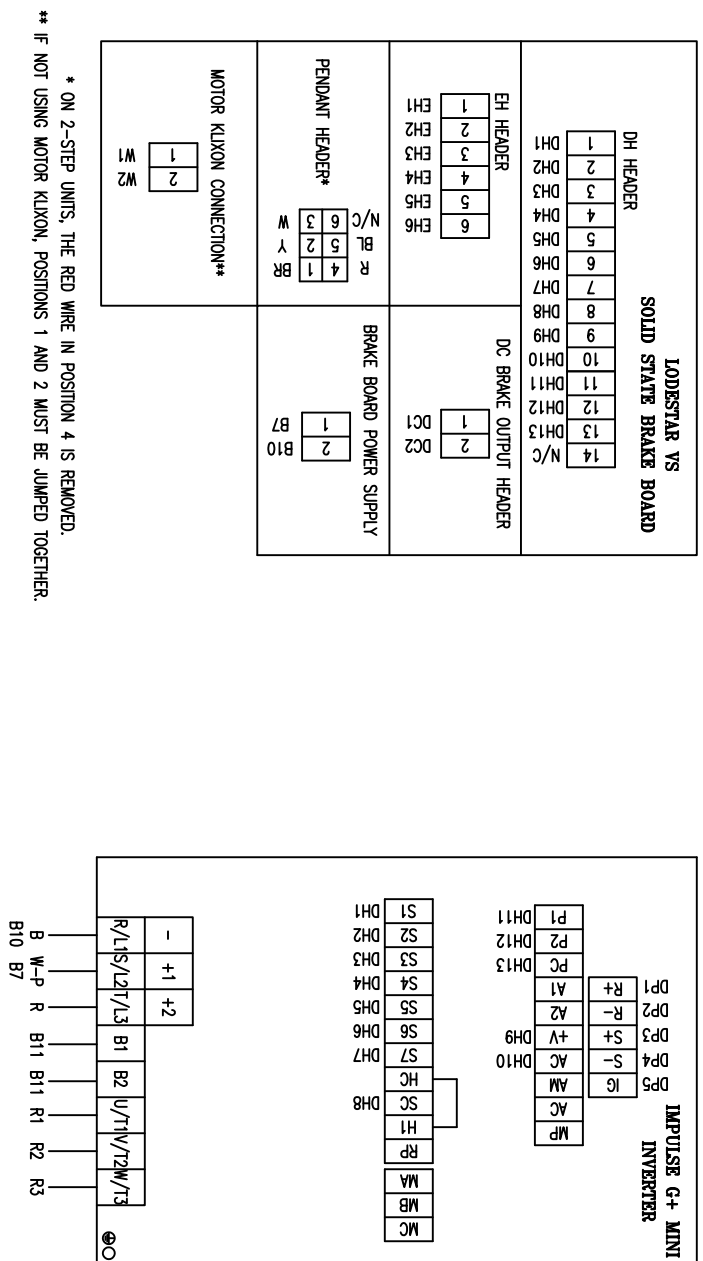 LODESTAR VS
SOLID STATE BRAKE BOARD
DH HEADER
1 DH1
2 DH2
3 DH3
4 DH4
5 DH5
6 DH6
7 DH7
8 DH8
9 DH9
10 DH10
11 DH11
12 DH12
13 DH13
14 N/C
EH HEADER
1 EH1
2 EH2
3 EH3
4 EH4
5 EH5
6 EH6
DC BRAKE OUTPUT HEADER
1 DC1
2 DC2
PENDANT HEADER*
N/C 6 3 W
BL 5 2 Y
R 4 1 BR
BRAKE BOARD POWER SUPPLY
1 B7
2 B10
MOTOR KLIXON CONNECTION**
1 W1
2 W2
* ON 2-STEP UNITS, THE RED WIRE IN POSITION 4 IS REMOVED.
** IF NOT USING MOTOR KLIXON, POSITIONS 1 AND 2 MUST BE JUMPED TOGETHER.
IMPULSE G+ MINI
INVERTER
DP1 R+
DP2 R-
DP3 S+
DP4 S-
DP5 IG
P1 DH11
P2 DH12
PC DH13
A1
A2
+V DH9
AC DH10
AM
AC
MP
S1 DH1
S2 DH2
S3 DH3
S4 DH4
S5 DH5
S6 DH6
S7 DH7
HC
SC DH8
H1
RP
MA
MB
MC
- +1 +2
R/L1 S/L2 T/L3 B1 B2 U/T1 V/T2 W/T3
B W-P R B11 B11 R1 R2 R3
B10 B7